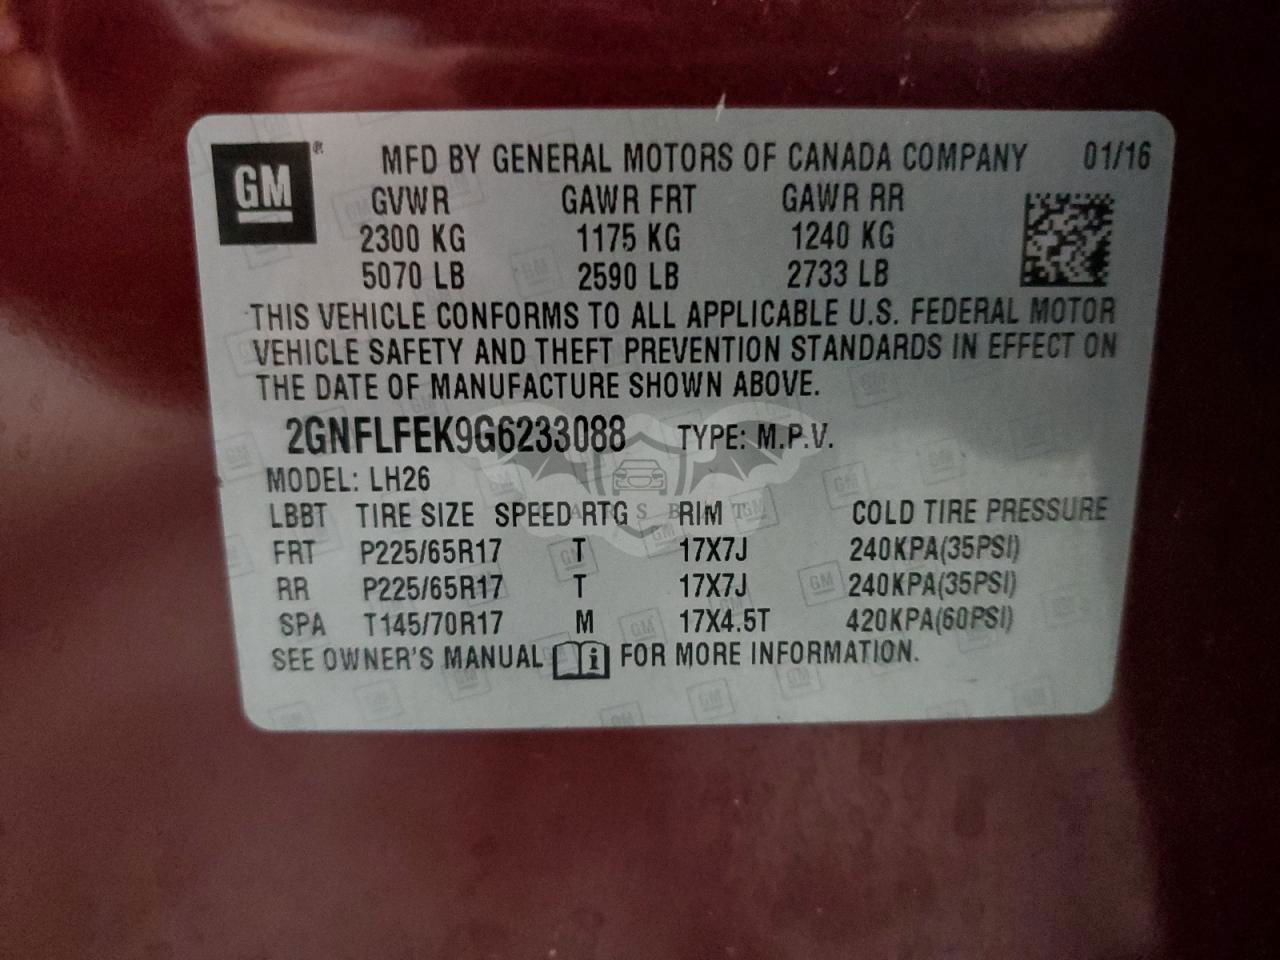 GM ® MFD BY GENERAL MOTORS OF CANADA COMPANY 01/16
GVWR GAWR FRT GAWR RR
2300 KG 1175 KG 1240 KG
5070 LB 2590 LB 2733 LB
THIS VEHICLE CONFORMS TO ALL APPLICABLE U.S. FEDERAL MOTOR
VEHICLE SAFETY AND THEFT PREVENTION STANDARDS IN EFFECT ON
THE DATE OF MANUFACTURE SHOWN ABOVE.
2GNFLFEK9G6233088 TYPE: M.P.V.
MODEL: LH26
LBBT TIRE SIZE SPEED RTG RIM COLD TIRE PRESSURE
FRT P225/65R17 T 17X7J 240KPA(35PSI)
RR P225/65R17 T 17X7J 240KPA(35PSI)
SPA T145/70R17 M 17X4.5T 420KPA(60PSI)
SEE OWNER'S MANUAL i FOR MORE INFORMATION.